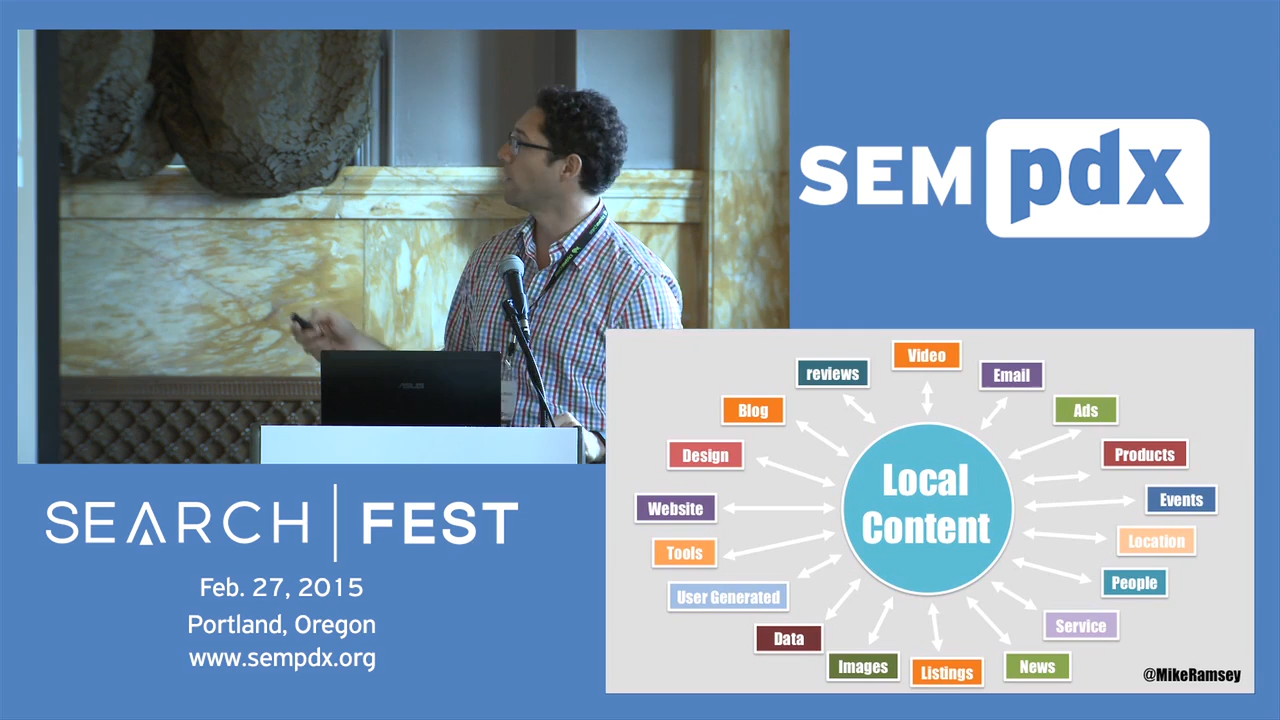 SEM pdx
ASUS
SEARCH FEST
Feb. 27, 2015
Portland, Oregon
www.sempdx.org
Local
Content
Video
Email
Ads
Products
Events
Location
People
Service
News
Listings
Images
Data
User Generated
Tools
Website
Design
Blog
reviews
@MikeRamsey